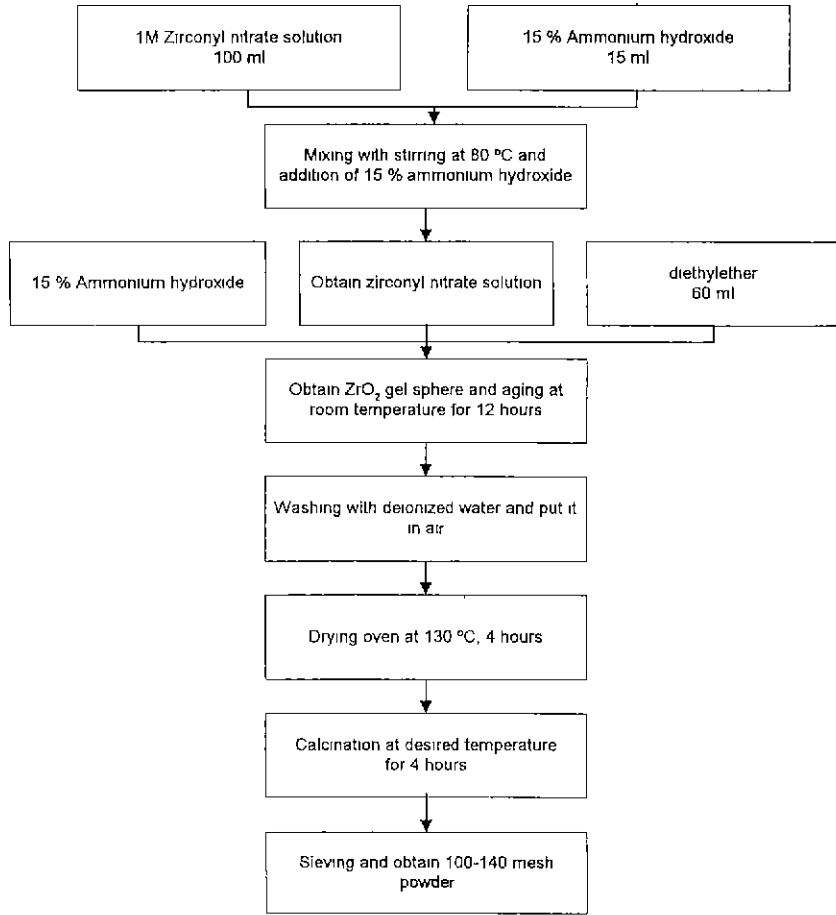 1M Zirconyl nitrate solution
100 ml
15 % Ammonium hydroxide
15 ml
Mixing with stirring at 80 ºC and
addition of 15 % ammonium hydroxide
15 % Ammonium hydroxide
Obtain zirconyl nitrate solution
diethylether
60 ml
Obtain ZrO₂ gel sphere and aging at
room temperature for 12 hours
Washing with deionized water and put it
in air
Drying oven at 130 ºC, 4 hours
Calcination at desired temperature
for 4 hours
Sieving and obtain 100-140 mesh
powder